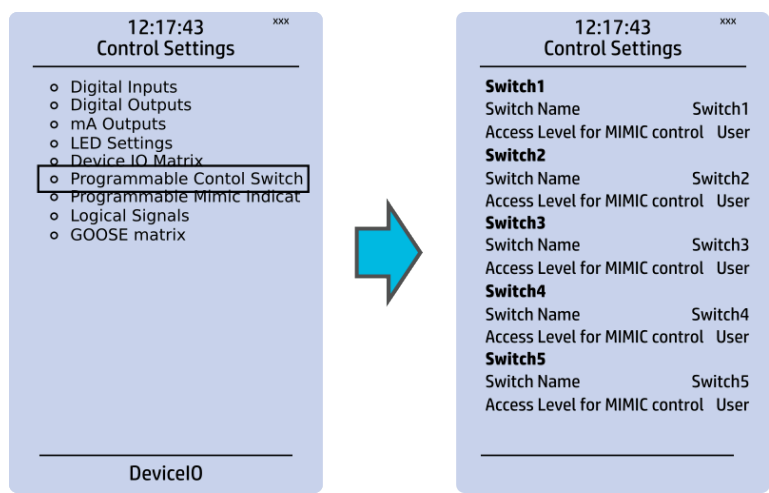 12:17:43 xxx
Control Settings
Digital Inputs
Digital Outputs
mA Outputs
LED Settings
Device IO Matrix
Programmable Contol Switch
Programmable Mimic Indicat
Logical Signals
GOOSE matrix
DeviceIO
12:17:43 xxx
Control Settings
Switch1
Switch Name Switch1
Access Level for MIMIC control User
Switch2
Switch Name Switch2
Access Level for MIMIC control User
Switch3
Switch Name Switch3
Access Level for MIMIC control User
Switch4
Switch Name Switch4
Access Level for MIMIC control User
Switch5
Switch Name Switch5
Access Level for MIMIC control User